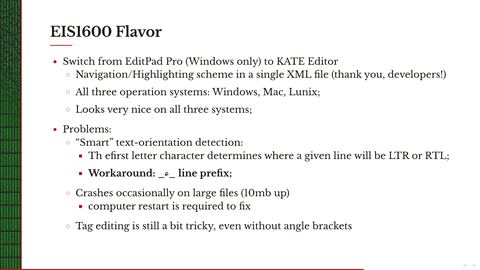 EIS1600 Flavor
Switch from EditPad Pro (Windows only) to KATE Editor
Navigation/Highlighting scheme in a single XML file (thank you, developers!)
All three operation systems: Windows, Mac, Lunix;
Looks very nice on all three systems;
Problems:
“Smart” text-orientation detection:
Th efirst letter character determines where a given line will be LTR or RTL;
Workaround: _ء_ line prefix;
Crashes occasionally on large files (10mb up)
computer restart is required to fix
Tag editing is still a bit tricky, even without angle brackets